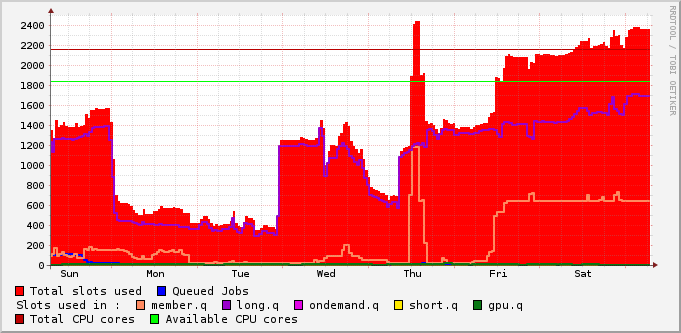 2400
2200
2000
1800
1600
1400
1200
1000
800
600
400
200
0
Sun Mon Tue Wed Thu Fri Sat
RRDTOOL / TOBI OETIKER
Total slots used Queued Jobs
Slots used in : member.q long.q ondemand.q short.q gpu.q
Total CPU cores Available CPU cores